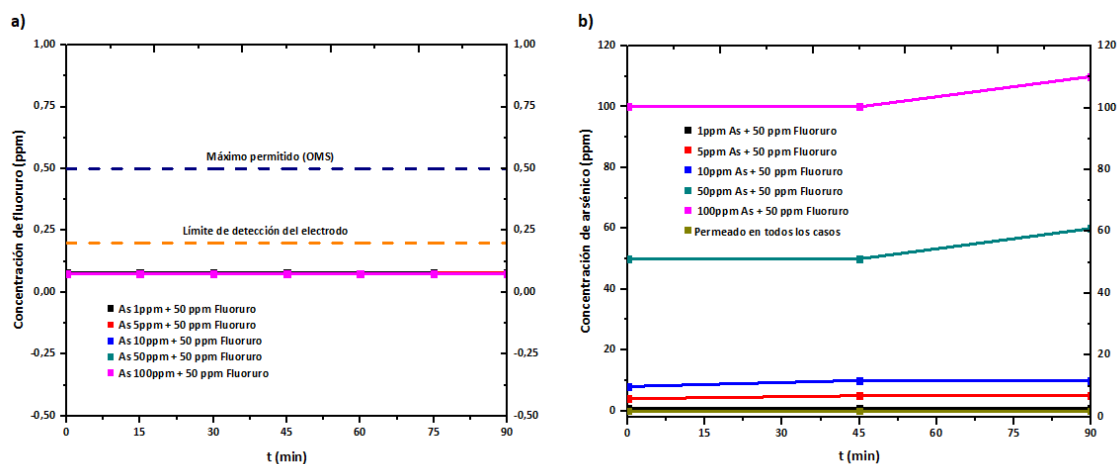 a)
Concentración de fluoruro (ppm)
1,00
0,75
0,50
0,25
0,00
-0,25
-0,50
1,00
0,75
0,50
0,25
0,00
-0,25
-0,50
Máximo permitido (OMS)
Límite de detección del electrodo
As 1ppm + 50 ppm Fluoruro
As 5ppm + 50 ppm Fluoruro
As 10ppm + 50 ppm Fluoruro
As 50ppm + 50 ppm Fluoruro
As 100ppm + 50 ppm Fluoruro
0 15 30 45 60 75 90
t (min)
b)
Concentración de arsénico (ppm)
120
100
80
60
40
20
0
120
100
80
60
40
20
0
1ppm As + 50 ppm Fluoruro
5ppm As + 50 ppm Fluoruro
10ppm As + 50 ppm Fluoruro
50ppm As + 50 ppm Fluoruro
100ppm As + 50 ppm Fluoruro
Permeado en todos los casos
0 15 30 45 60 75 90
t (min)